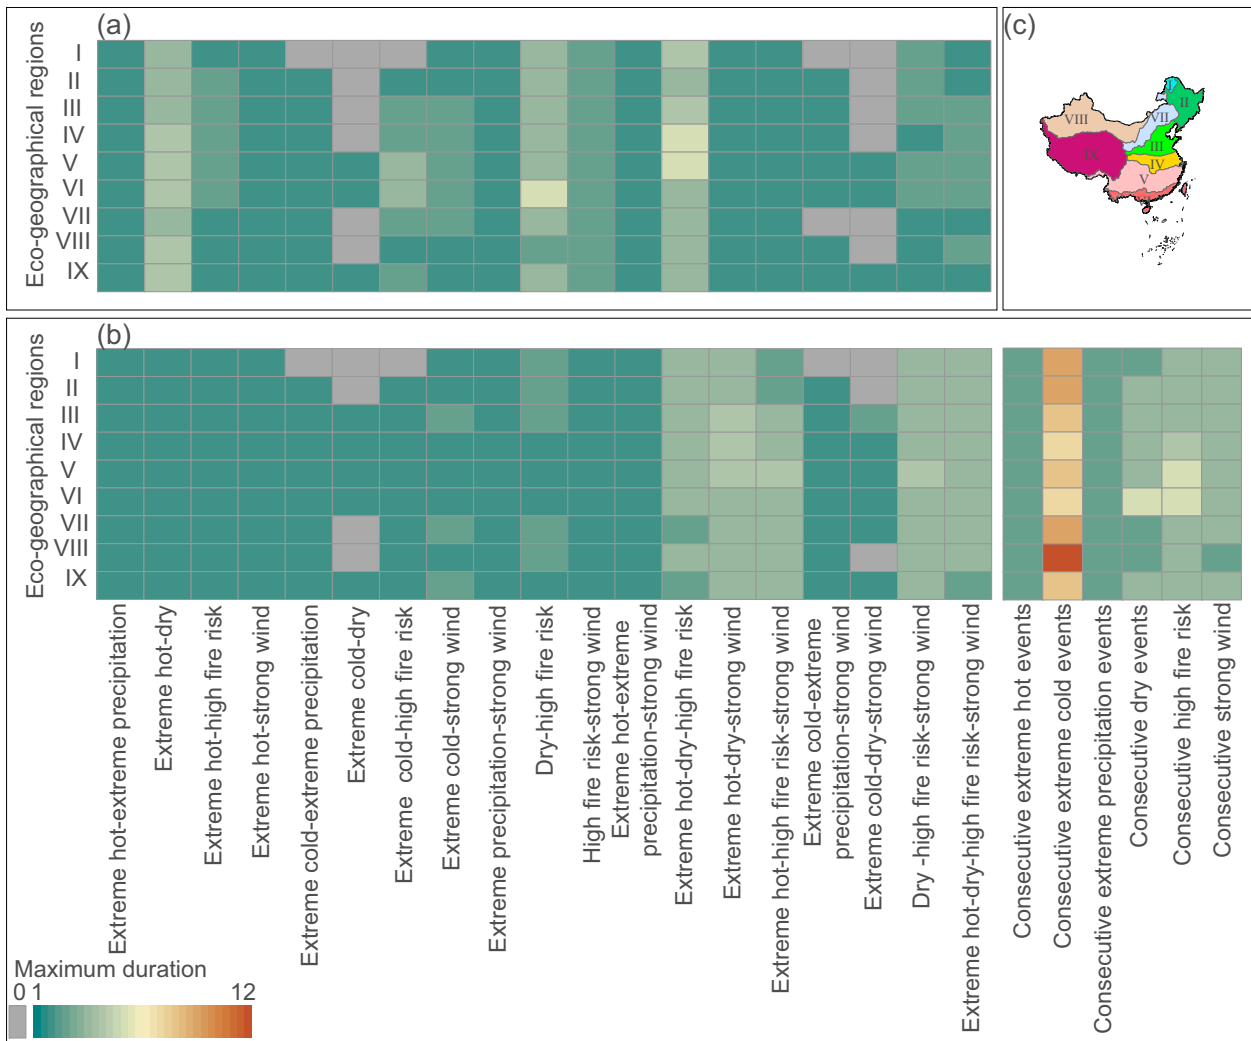 (a)
(c)
Eco-geographical regions
I
II
III
IV
V
VI
VII
VIII
IX
I
II
VII
VIII
III
IX
IV
V
(b)
Eco-geographical regions
I
II
III
IV
V
VI
VII
VIII
IX
Extreme hot-extreme precipitation
Extreme hot-dry
Extreme hot-high fire risk
Extreme hot-strong wind
Extreme cold-extreme precipitation
Extreme cold-dry
Extreme cold-high fire risk
Extreme cold-strong wind
Extreme precipitation-strong wind
Dry-high fire risk
High fire risk-strong wind
Extreme hot-extreme
precipitation-strong wind
Extreme hot-dry-high fire risk
Extreme hot-dry-strong wind
Extreme hot-high fire risk-strong wind
Extreme cold-extreme
precipitation-strong wind
Extreme cold-dry-strong wind
Dry -high fire risk-strong wind
Extreme hot-dry-high fire risk-strong wind
Consecutive extreme hot events
Consecutive extreme cold events
Consecutive extreme precipitation events
Consecutive dry events
Consecutive high fire risk
Consecutive strong wind
Maximum duration
0 1 12